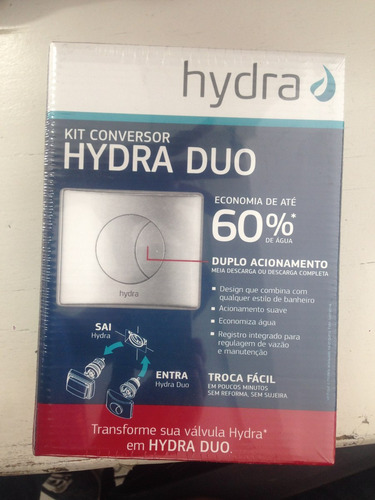 hydra
KIT CONVERSOR
HYDRA DUO
ECONOMIA DE ATÉ
60%*
DE ÁGUA
DUPLO ACIONAMENTO
MEIA DESCARGA OU DESCARGA COMPLETA
hydra
• Design que combina com
qualquer estilo de banheiro
• Acionamento suave
• Economiza água
• Registro integrado para
regulagem de vazão
e manutenção
SAI
Hydra
ENTRA
Hydra Duo
TROCA FÁCIL
EM POUCOS MINUTOS
SEM REFORMA, SEM SUJEIRA.
Transforme sua válvula Hydra*
em HYDRA DUO.